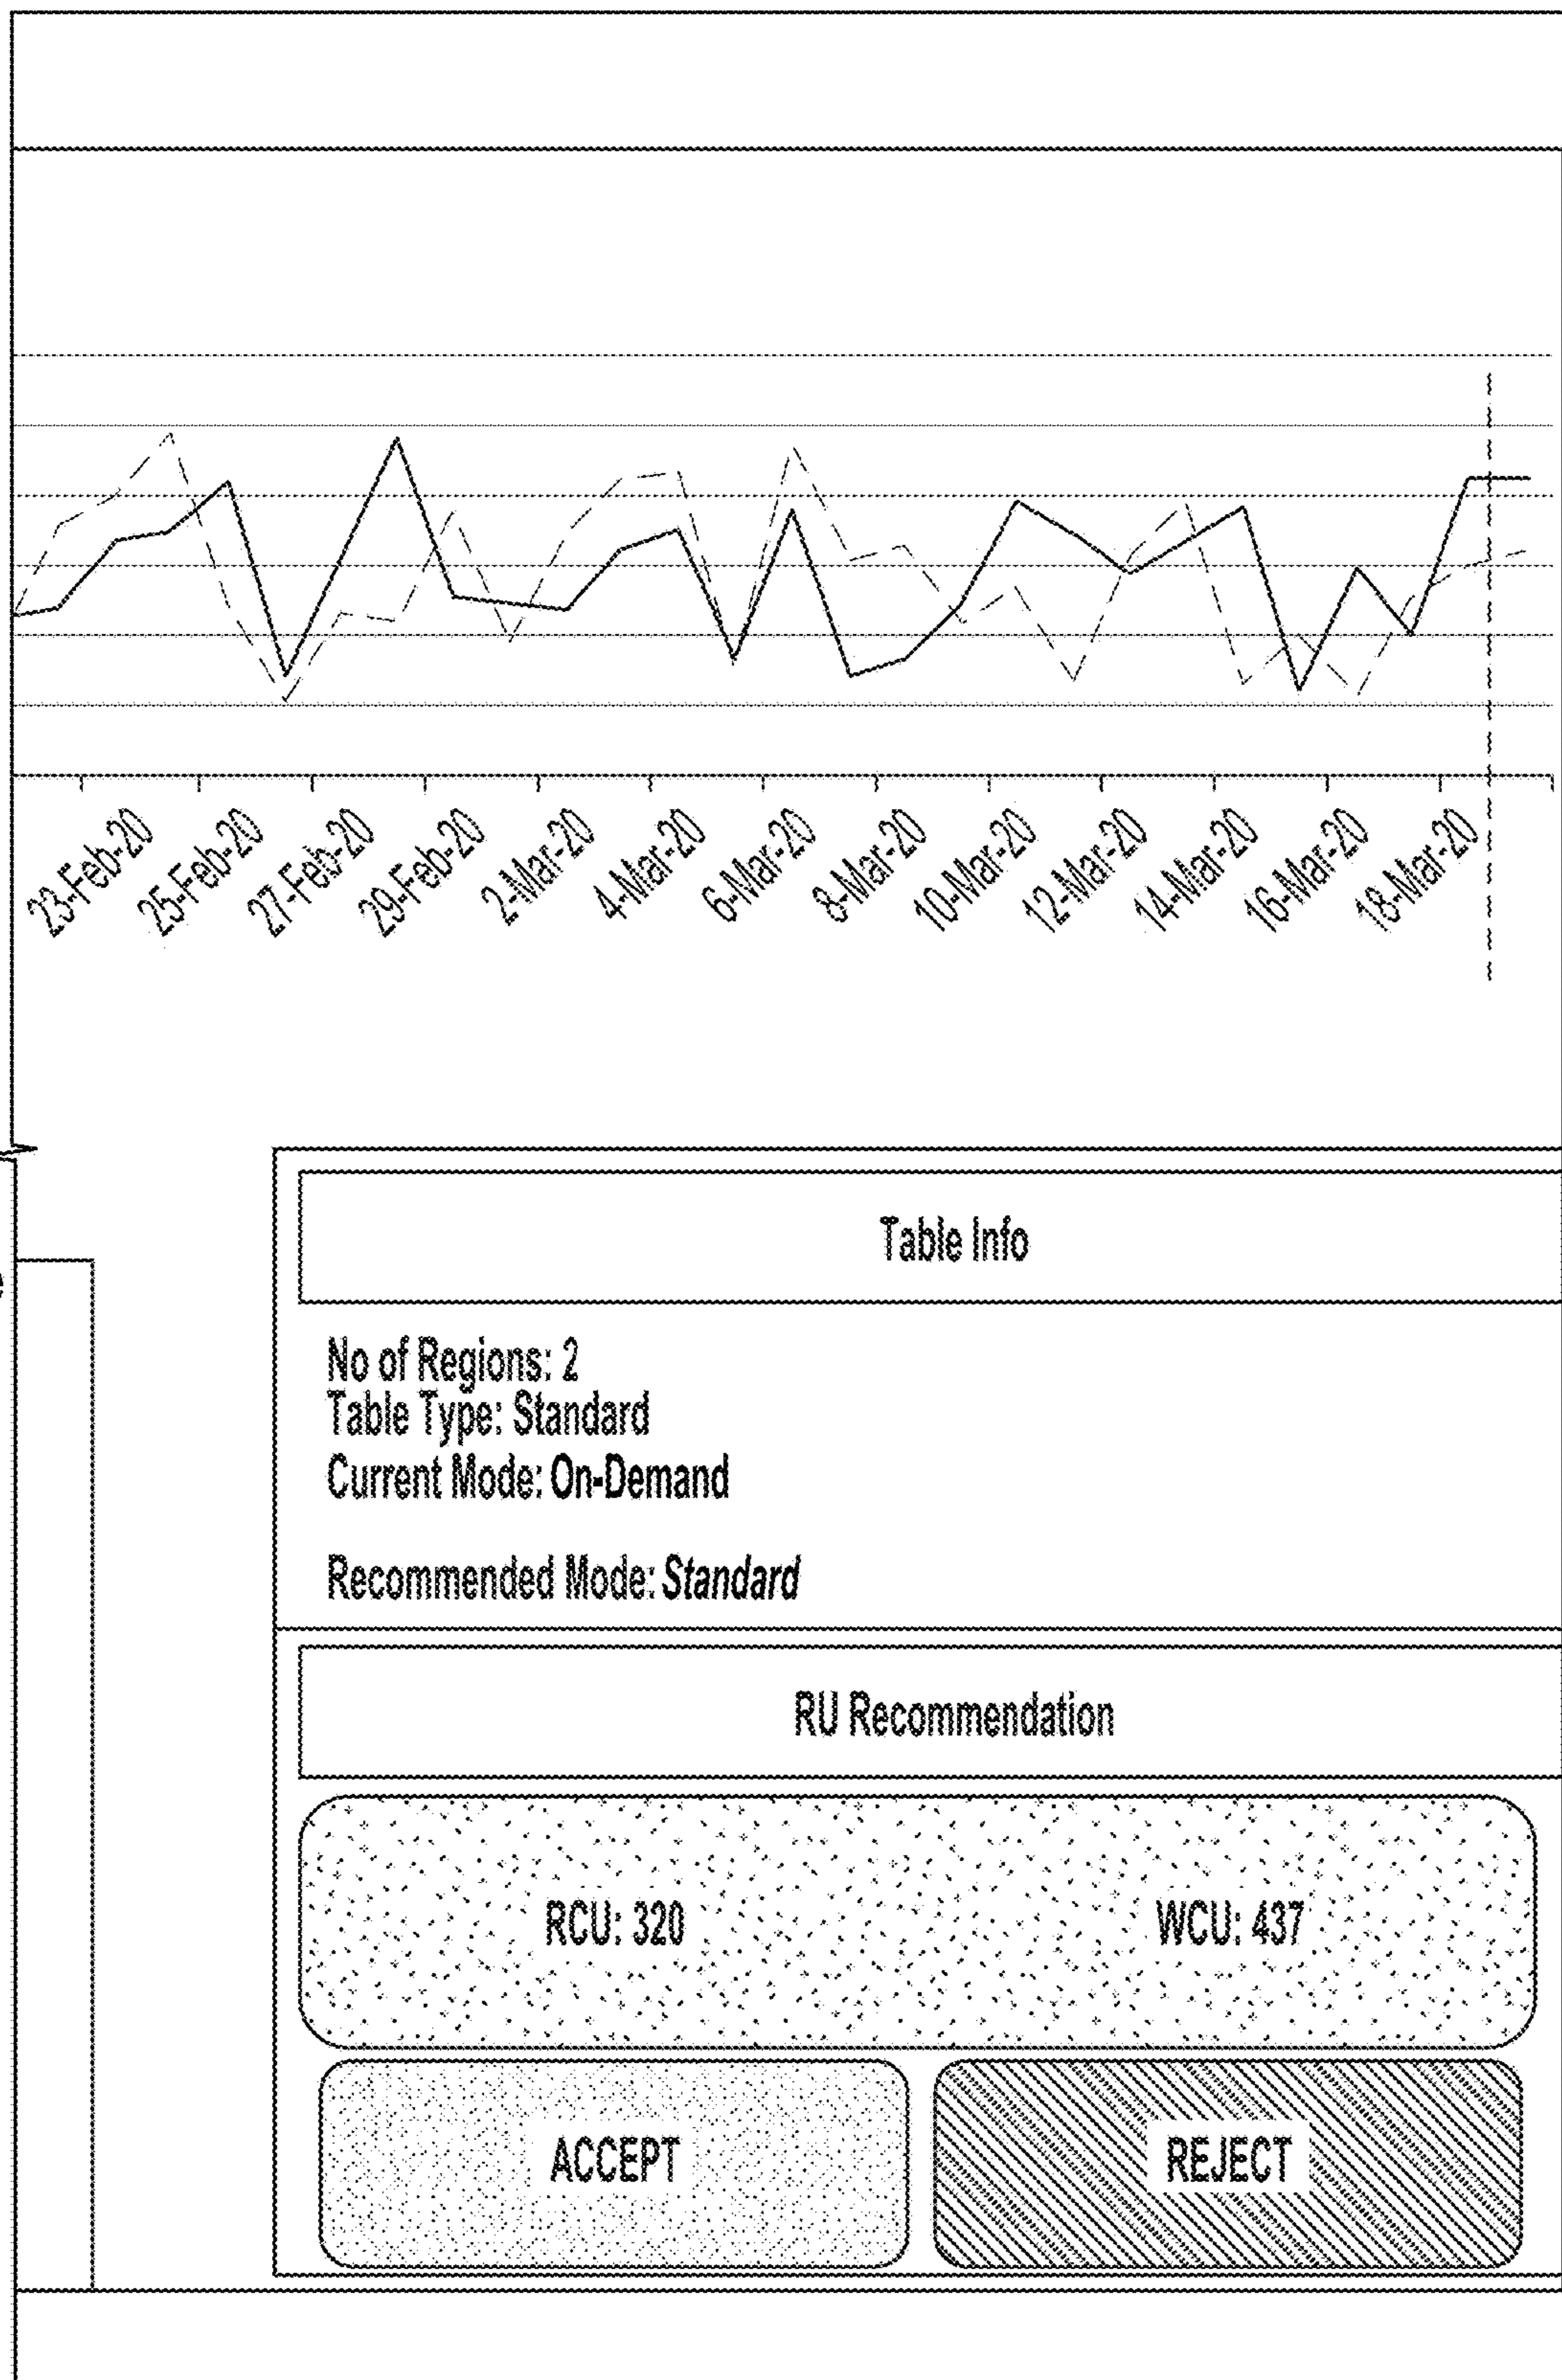 23-Feb-20
25-Feb-20
27-Feb-20
29-Feb-20
2-Mar-20
4-Mar-20
6-Mar-20
8-Mar-20
10-Mar-20
12-Mar-20
14-Mar-20
16-Mar-20
18-Mar-20
Table Info
No of Regions: 2
Table Type: Standard
Current Mode: On-Demand
Recommended Mode: Standard
RU Recommendation
RCU: 320 WCU: 437
ACCEPT REJECT